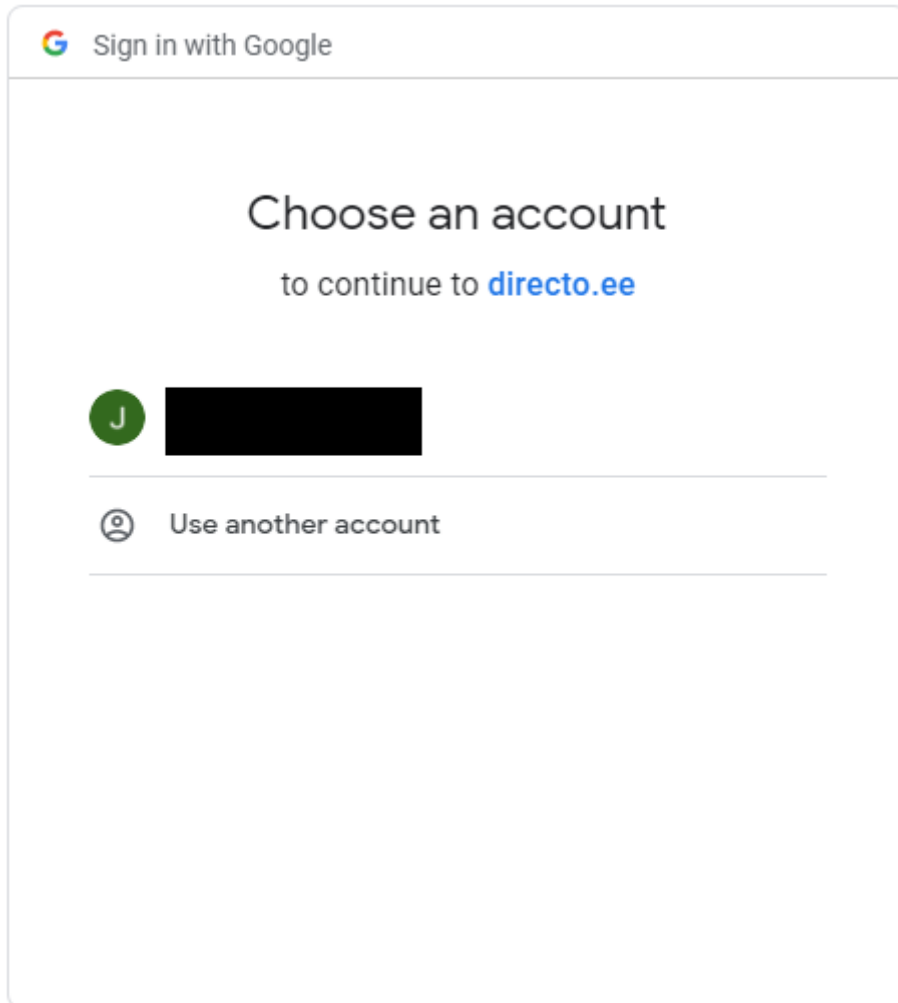 Sign in with Google
Choose an account
to continue to directo.ee
J
Use another account